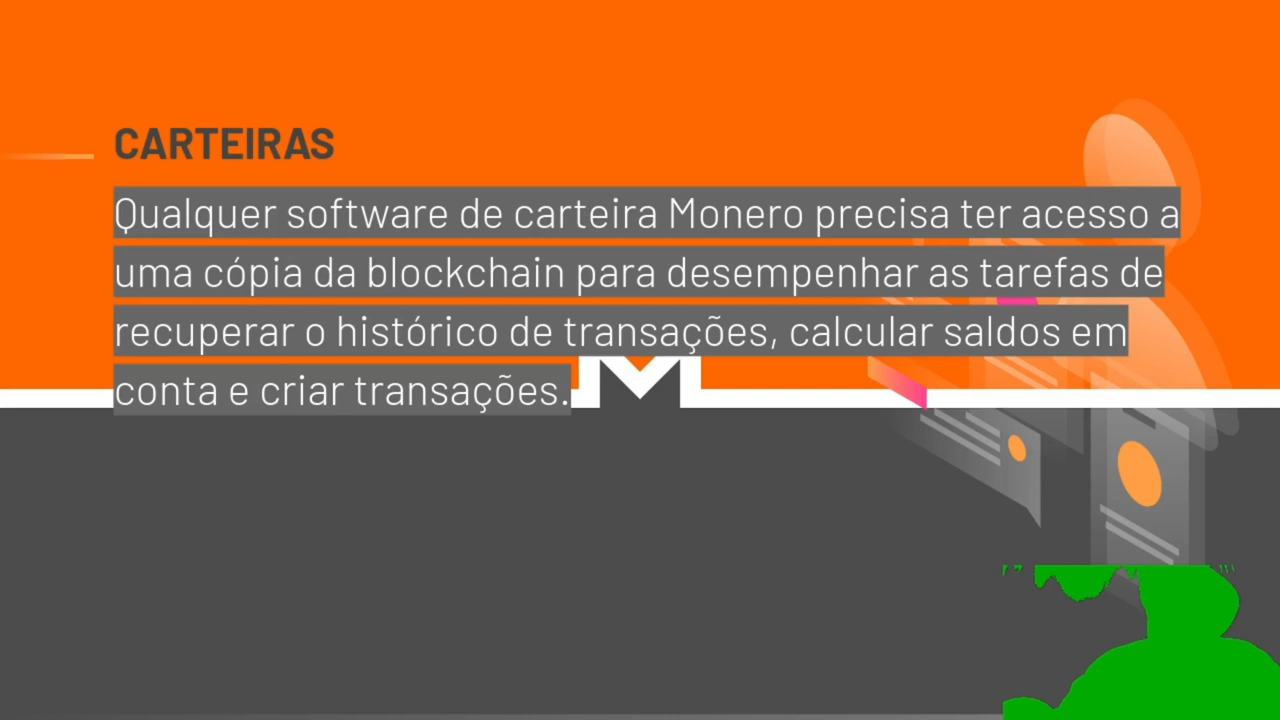 CARTEIRAS
Qualquer software de carteira Monero precisa ter acesso a
uma cópia da blockchain para desempenhar as tarefas de
recuperar o histórico de transações, calcular saldos em
conta e criar transações.